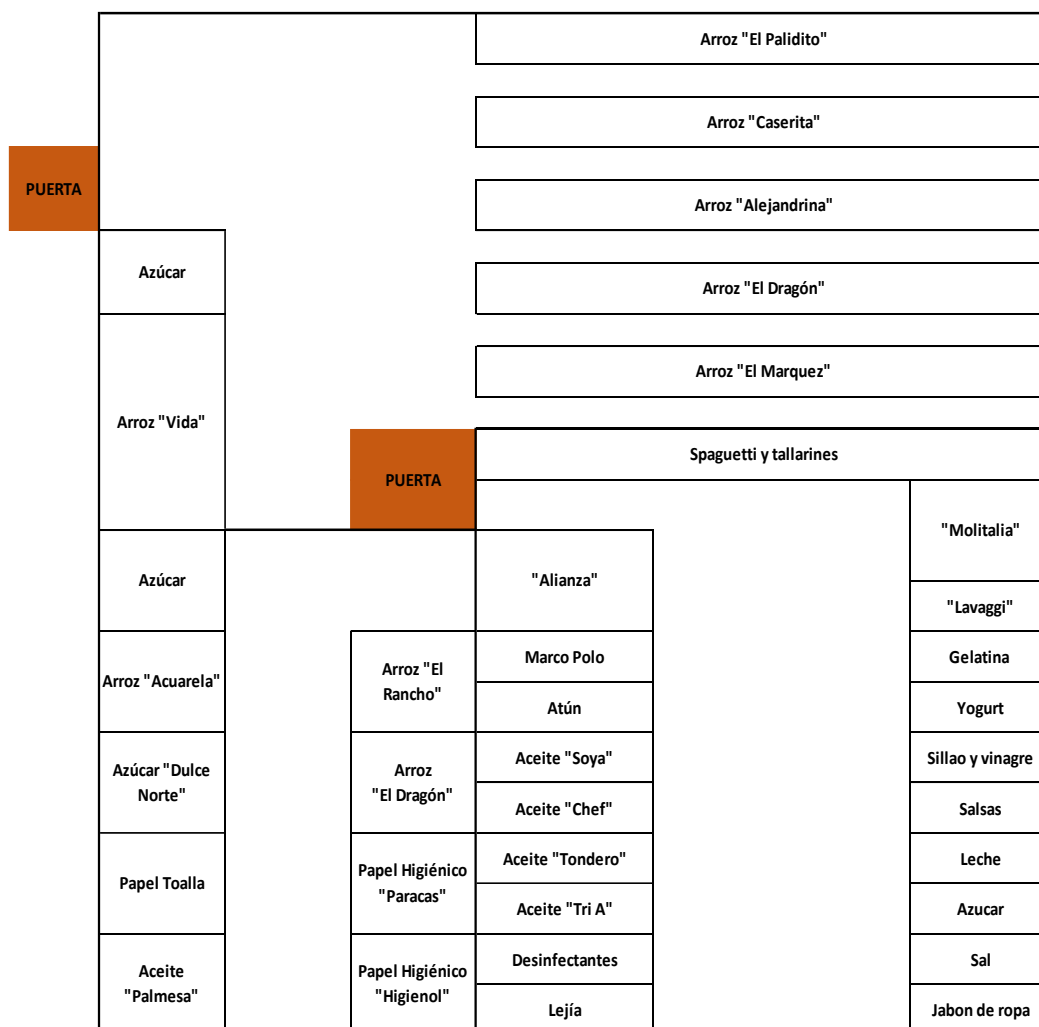 Arroz "El Palidito"
Arroz "Caserita"
PUERTA
Arroz "Alejandrina"
Azúcar
Arroz "El Dragón"
Arroz "El Marquez"
Arroz "Vida"
PUERTA
Spaguetti y tallarines
"Molitalia"
Azúcar
"Alianza"
"Lavaggi"
Arroz "Acuarela"
Arroz "El
Rancho"
Marco Polo
Gelatina
Atún
Yogurt
Azúcar "Dulce
Norte"
Arroz
"El Dragón"
Aceite "Soya"
Sillao y vinagre
Aceite "Chef"
Salsas
Papel Toalla
Papel Higiénico
"Paracas"
Aceite "Tondero"
Leche
Aceite "Tri A"
Azucar
Aceite
"Palmesa"
Papel Higiénico
"Higienol"
Desinfectantes
Sal
Lejía
Jabon de ropa